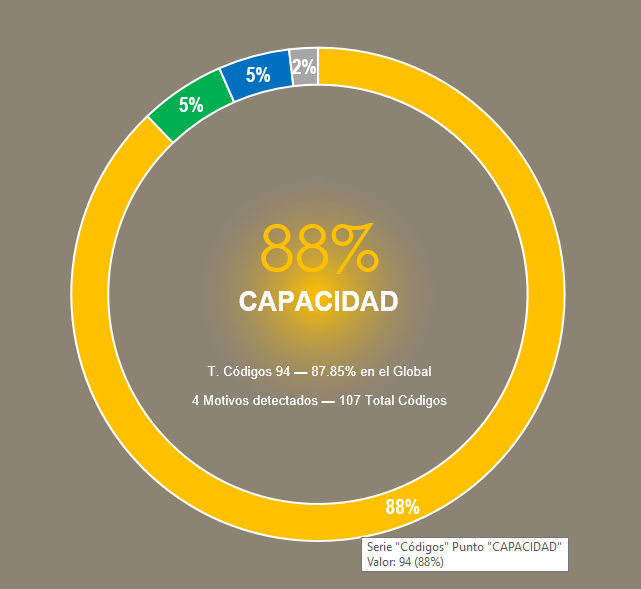 5%
5%
2%
88%
CAPACIDAD
T. Códigos 94 — 87.85% en el Global
4 Motivos detectados — 107 Total Códigos
88%
Serie "Códigos" Punto "CAPACIDAD"
Valor: 94 (88%)